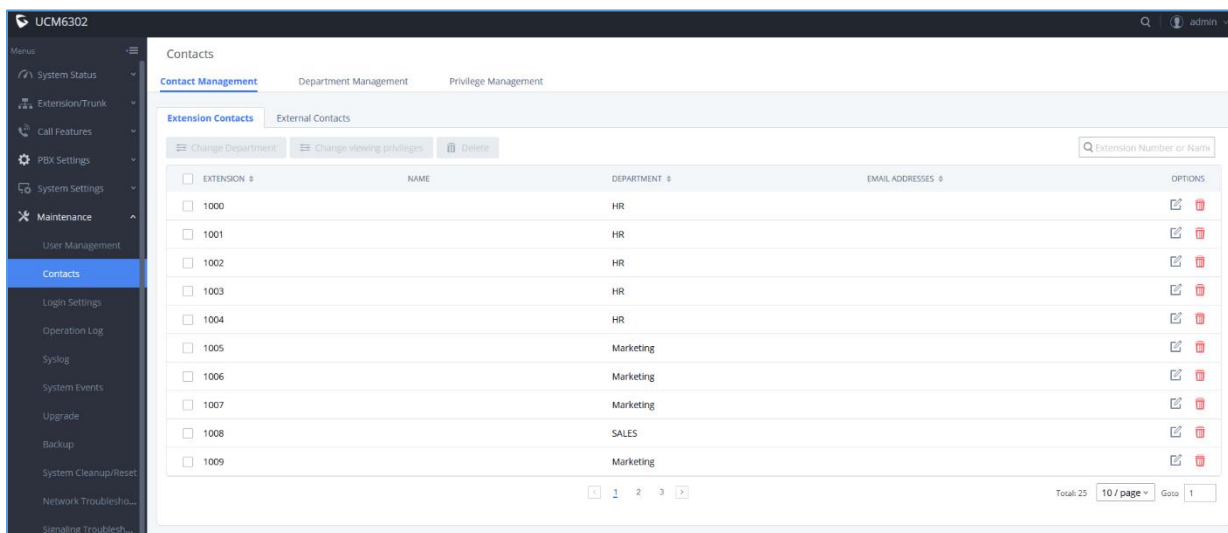 UCM6302
admin
Menus
System Status
Extension/Trunk
Call Features
PBX Settings
System Settings
Maintenance
User Management
Contacts
Login Settings
Operation Log
Syslog
System Events
Upgrade
Backup
System Cleanup/Reset
Network Troublesho...
Signaling Troublesh...
Contacts
Contact Management Department Management Privilege Management
Extension Contacts External Contacts
Change Department Change viewing privileges Delete Extension Number or Name
EXTENSION NAME DEPARTMENT EMAIL ADDRESSES OPTIONS
1000 HR
1001 HR
1002 HR
1003 HR
1004 HR
1005 Marketing
1006 Marketing
1007 Marketing
1008 SALES
1009 Marketing
< 1 2 3 > Total: 25 10 / page Goto 1